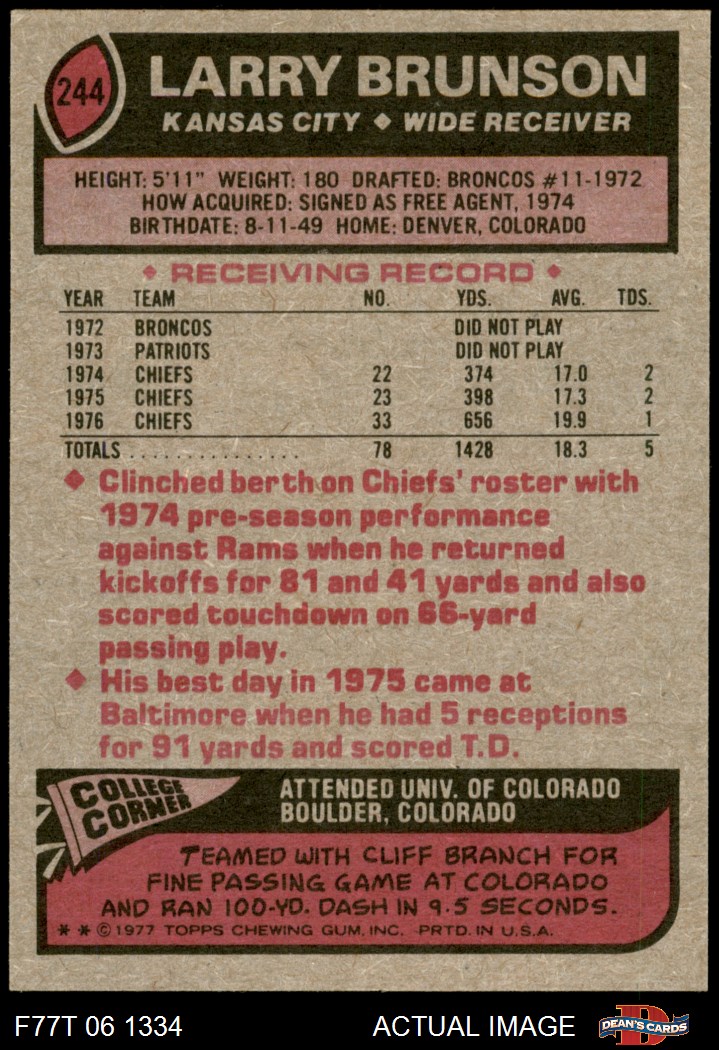 244
LARRY BRUNSON
KANSAS CITY ◆ WIDE RECEIVER
HEIGHT: 5'11" WEIGHT: 180 DRAFTED: BRONCOS #11-1972
HOW ACQUIRED: SIGNED AS FREE AGENT, 1974
BIRTHDATE: 8-11-49 HOME: DENVER, COLORADO
◆ RECEIVING RECORD ◆
YEAR TEAM NO. YDS. AVG. TDS.
1972 BRONCOS DID NOT PLAY
1973 PATRIOTS DID NOT PLAY
1974 CHIEFS 22 374 17.0 2
1975 CHIEFS 23 398 17.3 2
1976 CHIEFS 33 656 19.9 1
TOTALS . . . . . . . . . . . . . . . 78 1428 18.3 5
◆ Clinched berth on Chiefs' roster with
1974 pre-season performance
against Rams when he returned
kickoffs for 81 and 41 yards and also
scored touchdown on 66-yard
passing play.
◆ His best day in 1975 came at
Baltimore when he had 5 receptions
for 91 yards and scored T.D.
COLLEGE
CORNER
ATTENDED UNIV. OF COLORADO
BOULDER, COLORADO
TEAMED WITH CLIFF BRANCH FOR
FINE PASSING GAME AT COLORADO
AND RAN 100-YD. DASH IN 9.5 SECONDS.
* * © 1977 TOPPS CHEWING GUM, INC. PRTD. IN U.S.A.
F77T 06 1334 ACTUAL IMAGE
DEAN'S CARDS